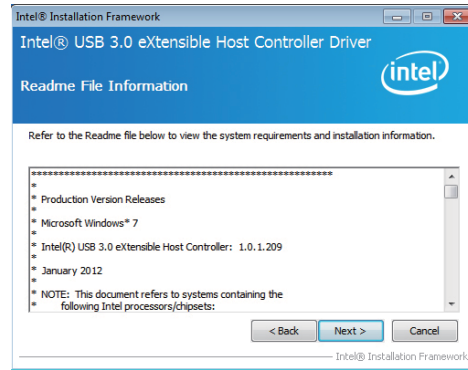 Intel® Installation Framework
Intel® USB 3.0 eXtensible Host Controller Driver
Readme File Information
intel
Refer to the Readme file below to view the system requirements and installation information.
*******************************************************
*
* Production Version Releases
*
* Microsoft Windows* 7
*
* Intel(R) USB 3.0 eXtensible Host Controller: 1.0.1.209
*
* January 2012
*
* NOTE: This document refers to systems containing the
* following Intel processors/chipsets:
< Back
Next >
Cancel
Intel® Installation Framework